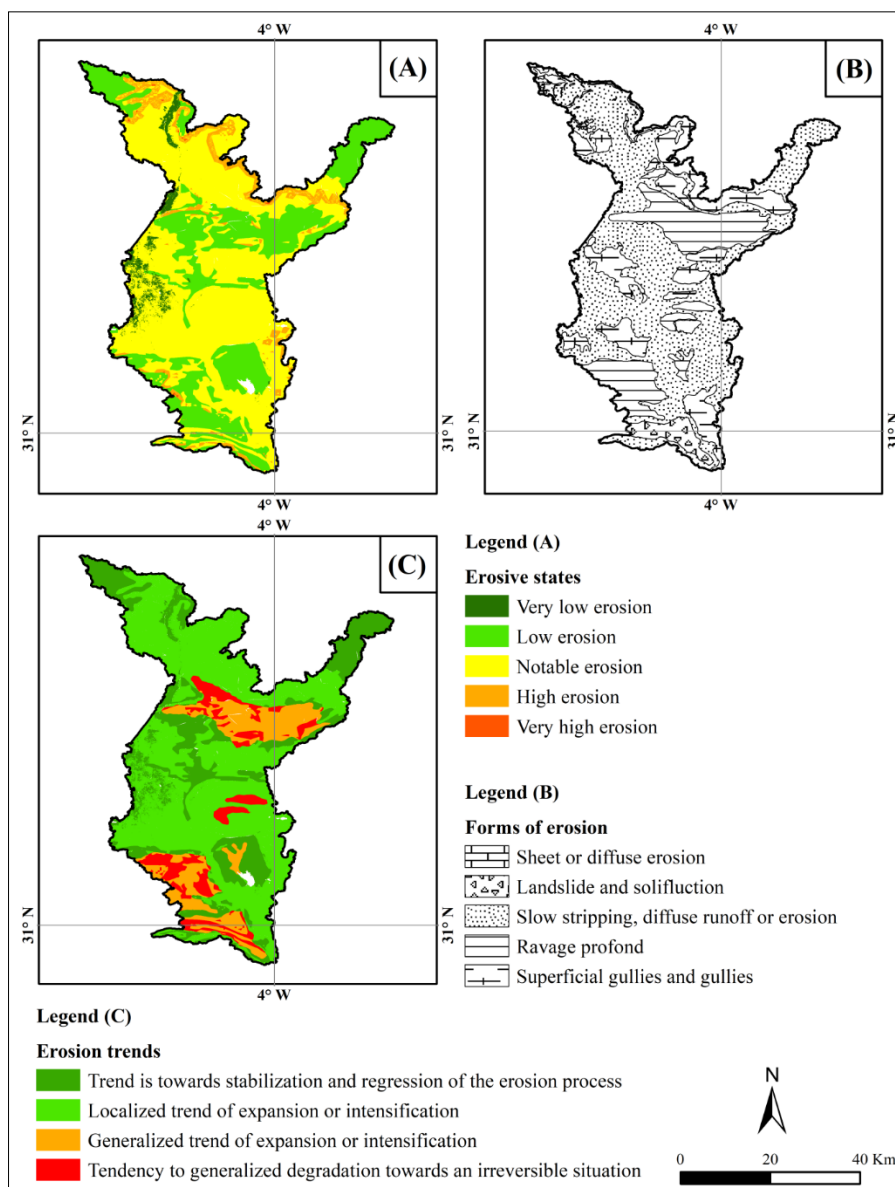 4° W
4° W
(A)
(B)
31° N
31° N
31° N
4° W
4° W
(C)
31° N
31° N
4° W
Legend (A)
Erosive states
Very low erosion
Low erosion
Notable erosion
High erosion
Very high erosion
Legend (B)
Forms of erosion
Sheet or diffuse erosion
Landslide and solifluction
Slow stripping, diffuse runoff or erosion
Ravage profond
Superficial gullies and gullies
Legend (C)
Erosion trends
Trend is towards stabilization and regression of the erosion process
Localized trend of expansion or intensification
Generalized trend of expansion or intensification
Tendency to generalized degradation towards an irreversible situation
N
0 20 40 Km